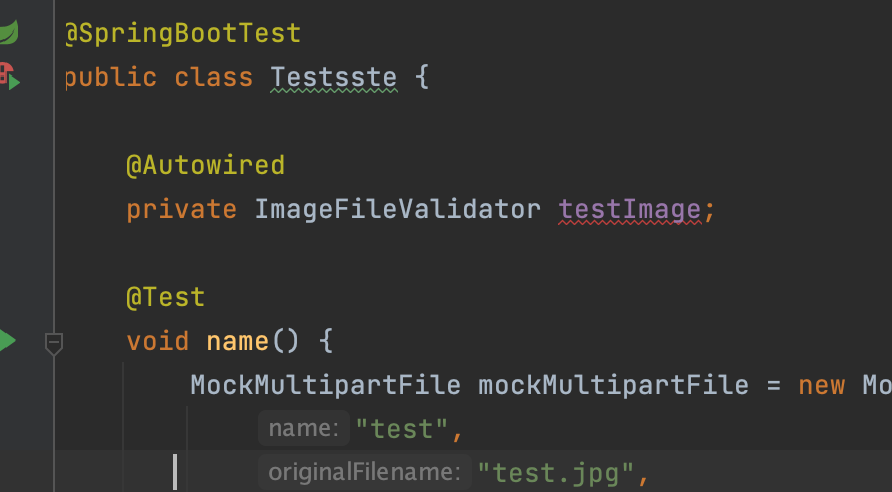 @SpringBootTest
public class Testsste {
@Autowired
private ImageFileValidator testImage;
@Test
void name() {
MockMultipartFile mockMultipartFile = new Mo
name: "test",
originalFilename: "test.jpg",